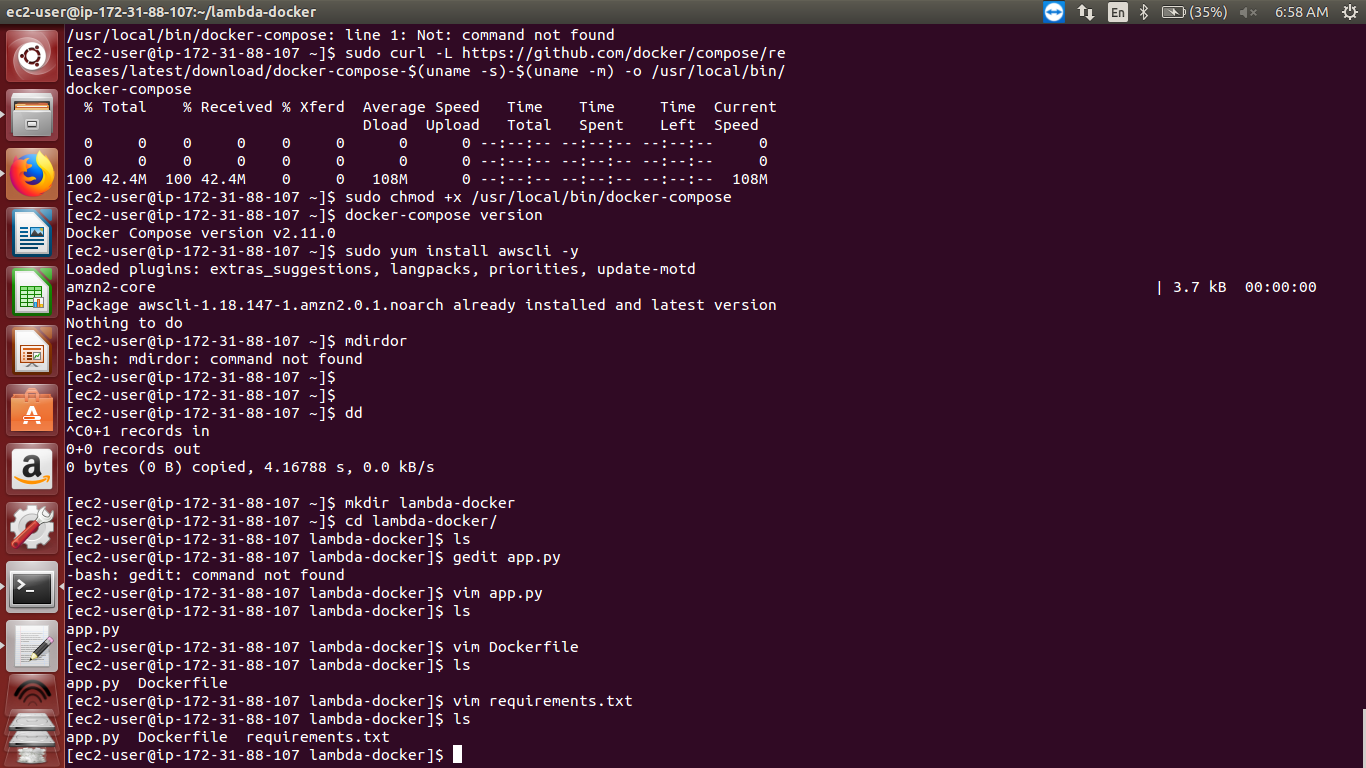 ec2-user@ip-172-31-88-107:~/lambda-docker
En (35%) 6:58 AM
/usr/local/bin/docker-compose: line 1: Not: command not found
[ec2-user@ip-172-31-88-107 ~]$ sudo curl -L https://github.com/docker/compose/re
leases/latest/download/docker-compose-$(uname -s)-$(uname -m) -o /usr/local/bin/
docker-compose
  % Total    % Received % Xferd  Average Speed   Time    Time     Time  Current
                                 Dload  Upload   Total   Spent    Left  Speed
  0     0    0     0    0     0      0      0 --:--:-- --:--:-- --:--:--     0
  0     0    0     0    0     0      0      0 --:--:-- --:--:-- --:--:--     0
100 42.4M  100 42.4M    0     0   108M      0 --:--:-- --:--:-- --:--:--  108M
[ec2-user@ip-172-31-88-107 ~]$ sudo chmod +x /usr/local/bin/docker-compose
[ec2-user@ip-172-31-88-107 ~]$ docker-compose version
Docker Compose version v2.11.0
[ec2-user@ip-172-31-88-107 ~]$ sudo yum install awscli -y
Loaded plugins: extras_suggestions, langpacks, priorities, update-motd
amzn2-core | 3.7 kB  00:00:00
Package awscli-1.18.147-1.amzn2.0.1.noarch already installed and latest version
Nothing to do
[ec2-user@ip-172-31-88-107 ~]$ mdirdor
-bash: mdirdor: command not found
[ec2-user@ip-172-31-88-107 ~]$
[ec2-user@ip-172-31-88-107 ~]$
[ec2-user@ip-172-31-88-107 ~]$ dd
^C0+1 records in
0+0 records out
0 bytes (0 B) copied, 4.16788 s, 0.0 kB/s
[ec2-user@ip-172-31-88-107 ~]$ mkdir lambda-docker
[ec2-user@ip-172-31-88-107 ~]$ cd lambda-docker/
[ec2-user@ip-172-31-88-107 lambda-docker]$ ls
[ec2-user@ip-172-31-88-107 lambda-docker]$ gedit app.py
-bash: gedit: command not found
[ec2-user@ip-172-31-88-107 lambda-docker]$ vim app.py
[ec2-user@ip-172-31-88-107 lambda-docker]$ ls
app.py
[ec2-user@ip-172-31-88-107 lambda-docker]$ vim Dockerfile
[ec2-user@ip-172-31-88-107 lambda-docker]$ ls
app.py  Dockerfile
[ec2-user@ip-172-31-88-107 lambda-docker]$ vim requirements.txt
[ec2-user@ip-172-31-88-107 lambda-docker]$ ls
app.py  Dockerfile  requirements.txt
[ec2-user@ip-172-31-88-107 lambda-docker]$